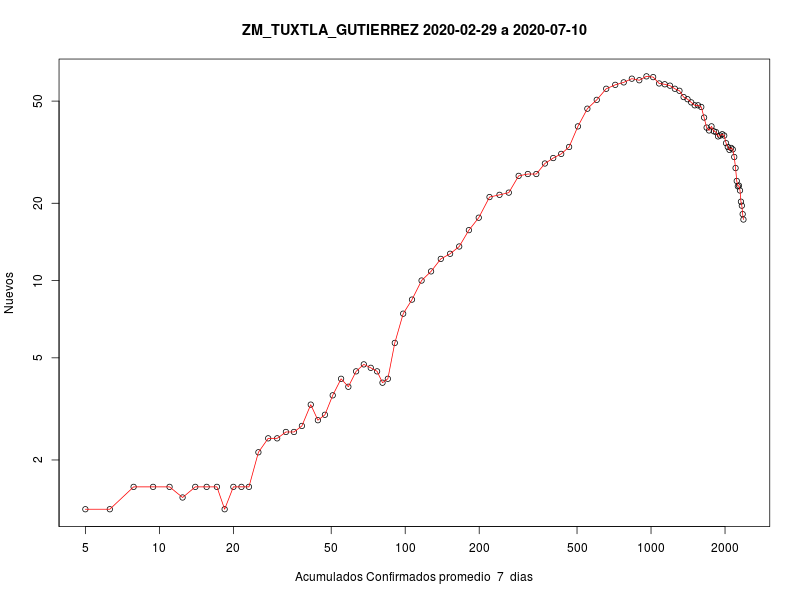 ZM_TUXTLA_GUTIERREZ 2020-02-29 a 2020-07-10
Nuevos
50
20
10
5
2
5 10 20 50 100 200 500 1000 2000
Acumulados Confirmados promedio 7 dias